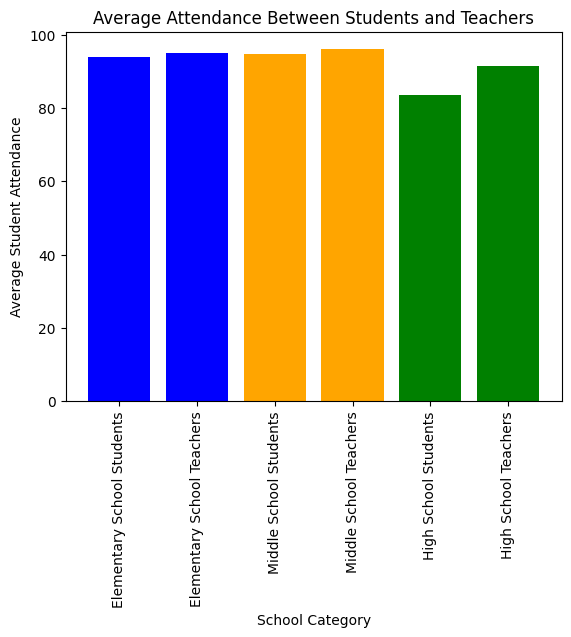 Average Attendance Between Students and Teachers
Average Student Attendance
100
80
60
40
20
0
Elementary School Students
Elementary School Teachers
Middle School Students
Middle School Teachers
High School Students
High School Teachers
School Category